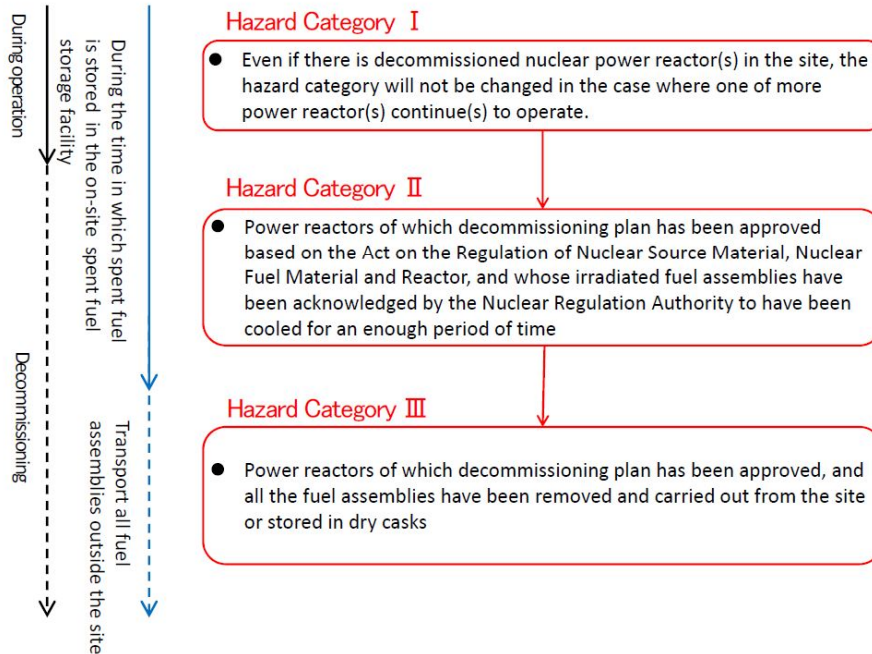 Hazard Category Ⅰ
● Even if there is decommissioned nuclear power reactor(s) in the site, the
hazard category will not be changed in the case where one of more
power reactor(s) continue(s) to operate.
Hazard Category Ⅱ
● Power reactors of which decommissioning plan has been approved
based on the Act on the Regulation of Nuclear Source Material, Nuclear
Fuel Material and Reactor, and whose irradiated fuel assemblies have
been acknowledged by the Nuclear Regulation Authority to have been
cooled for an enough period of time
Hazard Category Ⅲ
● Power reactors of which decommissioning plan has been approved, and
all the fuel assemblies have been removed and carried out from the site
or stored in dry casks
During operation
Decommissioning
During the time in which spent fuel
is stored in the on-site spent fuel
storage facility
Transport all fuel
assemblies outside the site